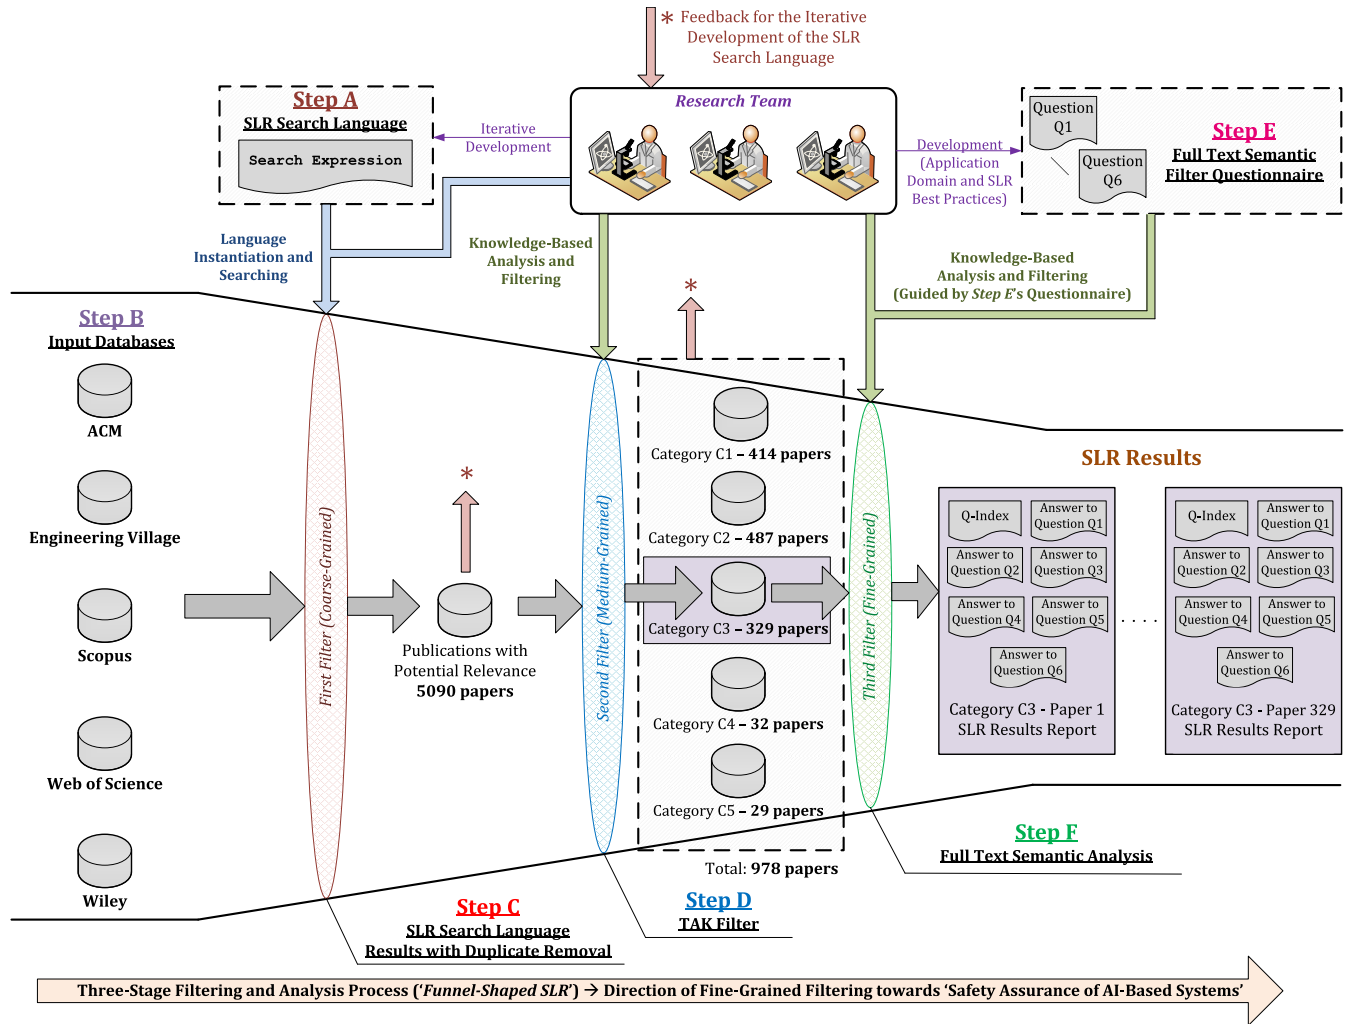 * Feedback for the Iterative
Development of the SLR
Search Language
Step A
SLR Search Language
Search Expression
Iterative
Development
Research Team
Development
(Application
Domain and SLR
Best Practices)
Question
Q1
Question
Q6
Step E
Full Text Semantic
Filter Questionnaire
Language
Instantiation and
Searching
Knowledge-Based
Analysis and
Filtering
Knowledge-Based
Analysis and Filtering
(Guided by Step E's Questionnaire)
*
Step B
Input Databases
ACM
Engineering Village
Scopus
Web of Science
Wiley
First Filter (Coarse-Grained)
*
Publications with
Potential Relevance
5090 papers
Second Filter (Medium-Grained)
Category C1 – 414 papers
Category C2 – 487 papers
Category C3 – 329 papers
Category C4 – 32 papers
Category C5 – 29 papers
Total: 978 papers
Third Filter (Fine-Grained)
SLR Results
Q-Index
Answer to
Question Q1
Answer to
Question Q2
Answer to
Question Q3
Answer to
Question Q4
Answer to
Question Q5
Answer to
Question Q6
Category C3 - Paper 1
SLR Results Report
. . . .
Q-Index
Answer to
Question Q1
Answer to
Question Q2
Answer to
Question Q3
Answer to
Question Q4
Answer to
Question Q5
Answer to
Question Q6
Category C3 - Paper 329
SLR Results Report
Step C
SLR Search Language
Results with Duplicate Removal
Step D
TAK Filter
Step F
Full Text Semantic Analysis
Three-Stage Filtering and Analysis Process ('Funnel-Shaped SLR') → Direction of Fine-Grained Filtering towards 'Safety Assurance of AI-Based Systems'